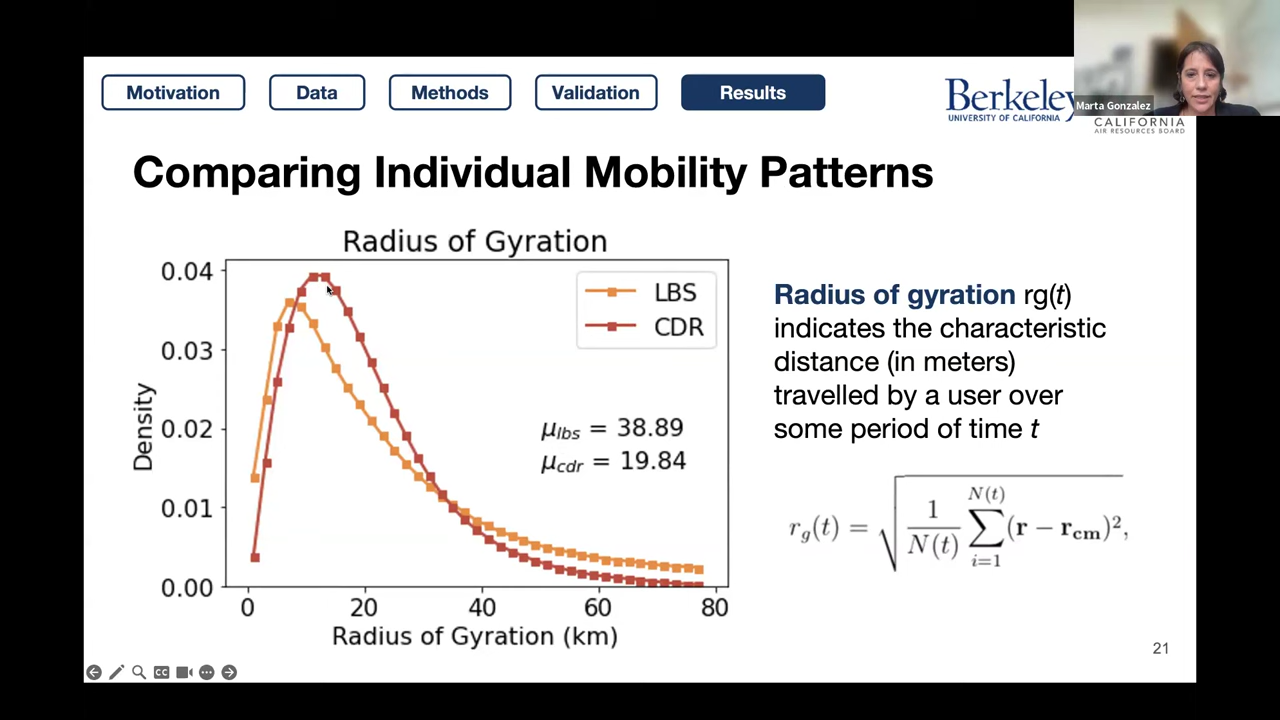 Motivation
Data
Methods
Validation
Results
Berkeley
UNIVERSITY OF CALIFORNIA
CALIFORNIA
AIR RESOURCES BOARD
Marta Gonzalez
Comparing Individual Mobility Patterns
Radius of Gyration
0.04
0.03
0.02
0.01
0.00
Density
LBS
CDR
μlbs = 38.89
μcdr = 19.84
0 20 40 60 80
Radius of Gyration (km)
Radius of gyration rg(t)
indicates the characteristic
distance (in meters)
travelled by a user over
some period of time t
r_g(t) = √(1/N(t) ∑_{i=1}^{N(t)} (r − r_cm)²,
21
CC